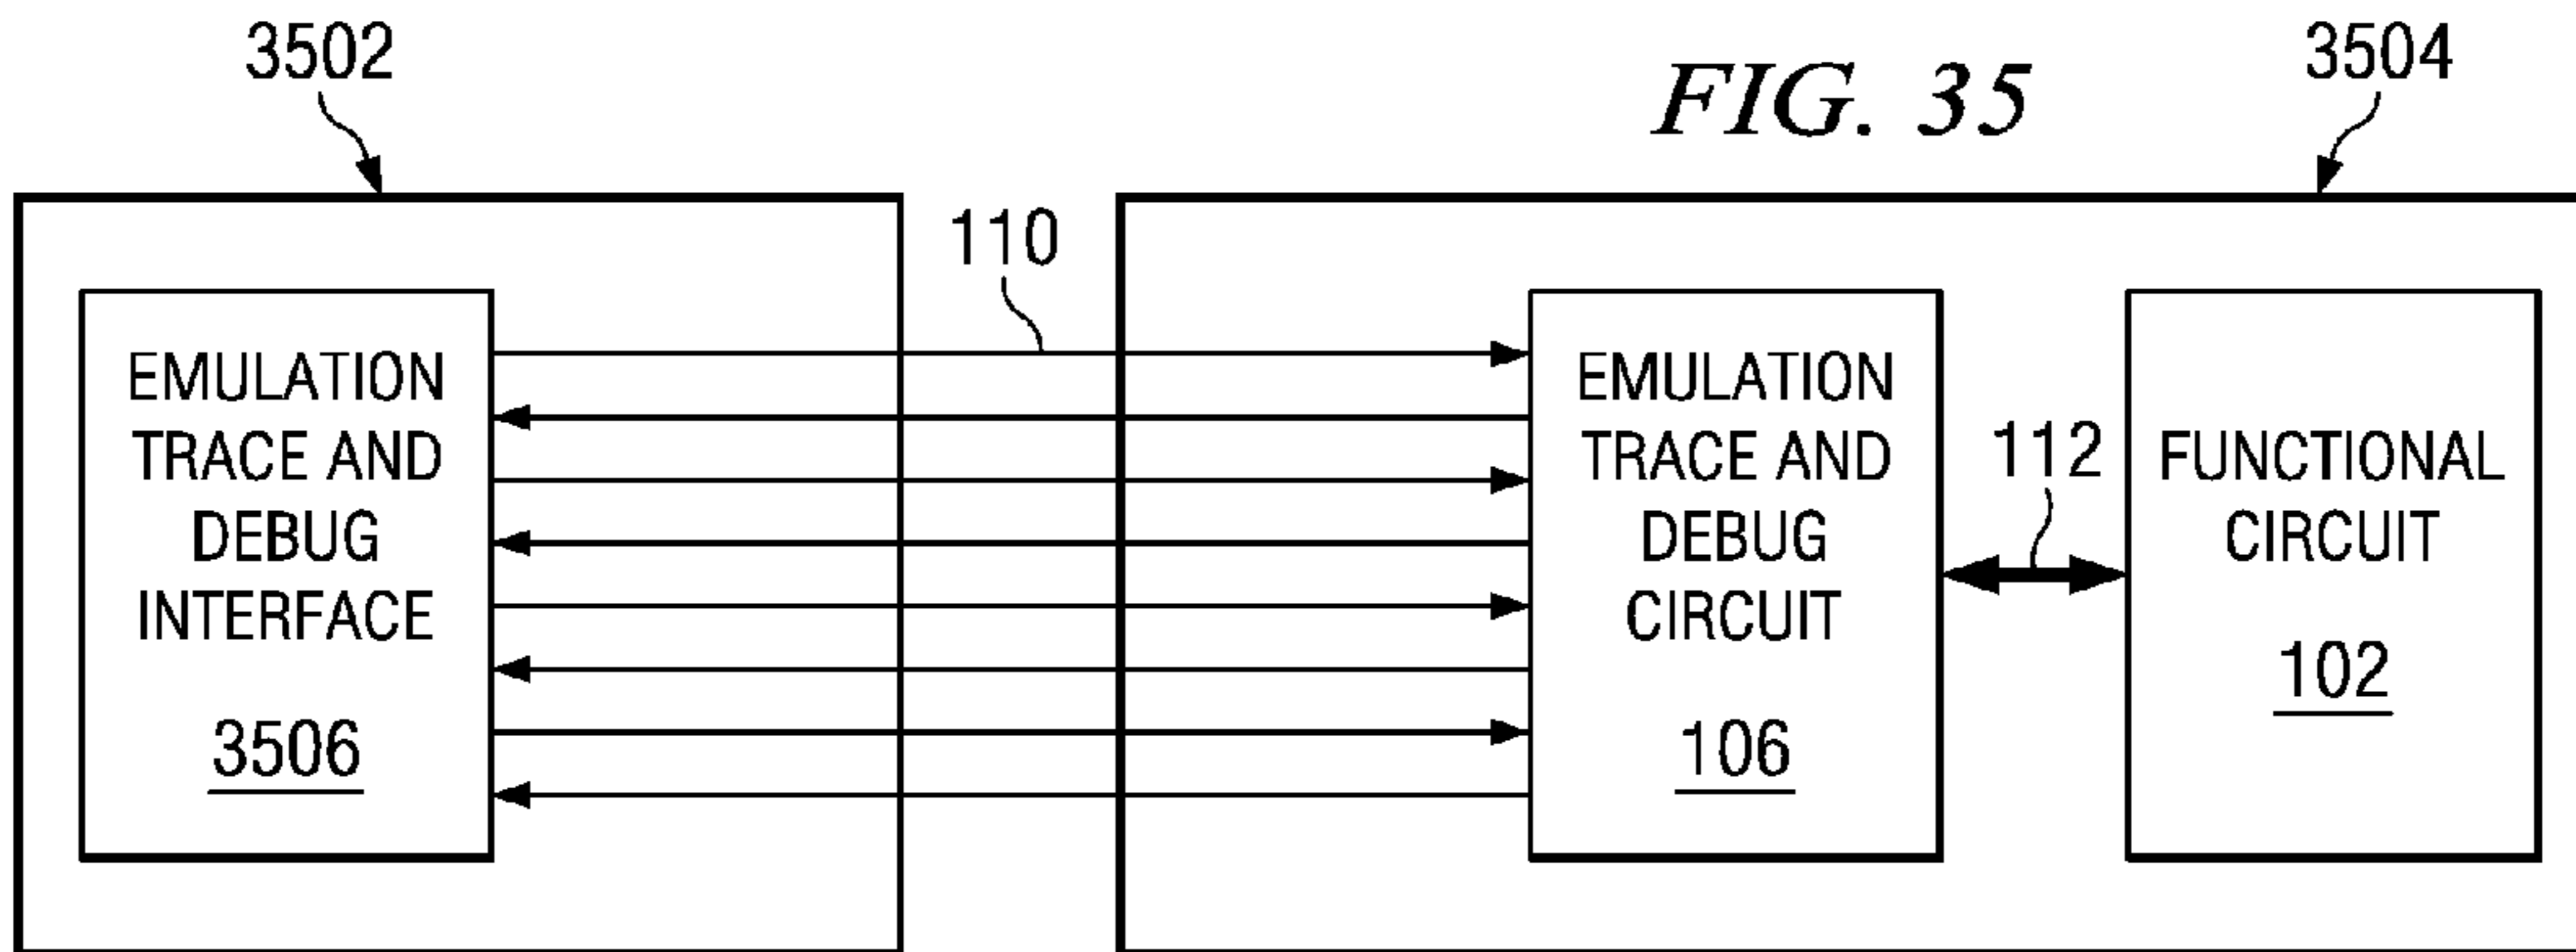 3502
FIG. 35
3504
110
EMULATION
TRACE AND
DEBUG
INTERFACE
3506
EMULATION
TRACE AND
DEBUG
CIRCUIT
106
112
FUNCTIONAL
CIRCUIT
102